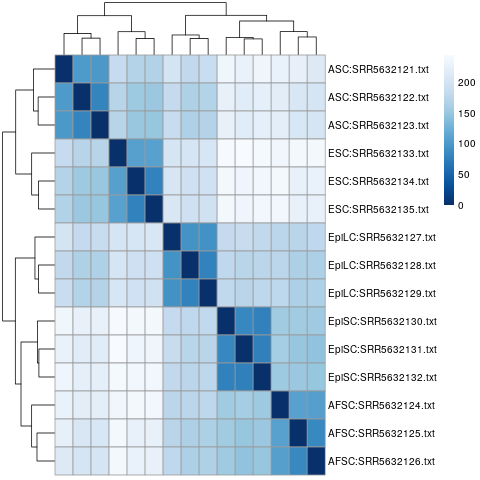 ASC:SRR5632121.txt
ASC:SRR5632122.txt
ASC:SRR5632123.txt
ESC:SRR5632133.txt
ESC:SRR5632134.txt
ESC:SRR5632135.txt
EpiLC:SRR5632127.txt
EpiLC:SRR5632128.txt
EpiLC:SRR5632129.txt
EpiSC:SRR5632130.txt
EpiSC:SRR5632131.txt
EpiSC:SRR5632132.txt
AFSC:SRR5632124.txt
AFSC:SRR5632125.txt
AFSC:SRR5632126.txt
200
150
100
50
0